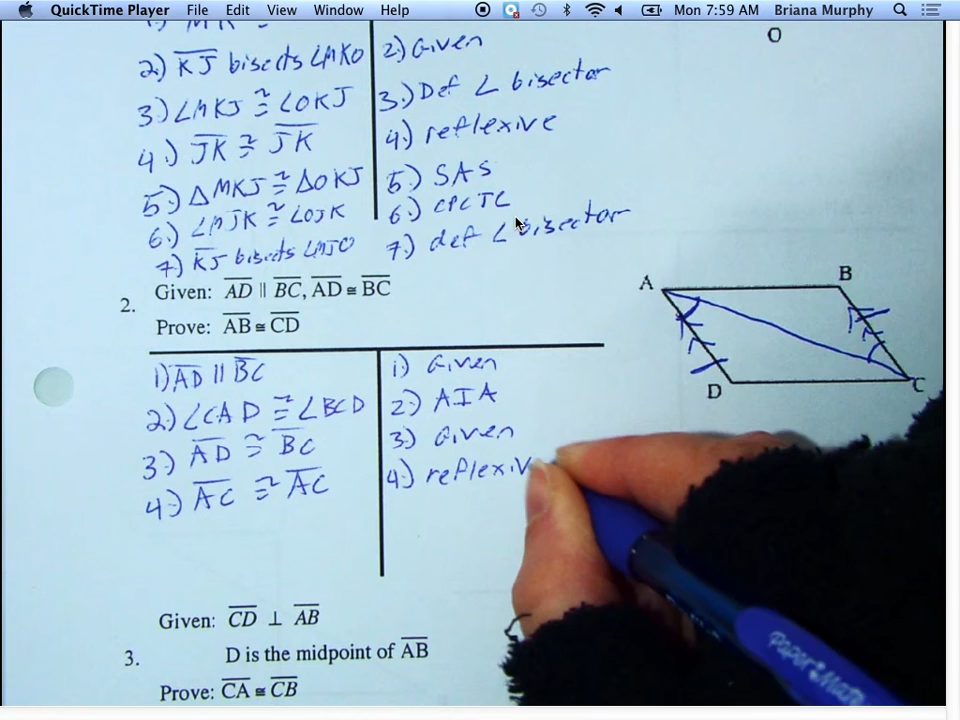 QuickTime Player File Edit View Window Help Mon 7:59 AM Briana Murphy
2) KJ bisects ∠MKO 2) Given
3) ∠MKJ ≅ ∠OKJ 3.) Def ∠ bisector
4.) JK ≅ JK 4.) reflexive
5.) △MKJ ≅ △OKJ 5.) SAS
6.) ∠MJK ≅ ∠OJK 6.) CPCTC
7.) KJ bisects ∠MJO 7.) def ∠ bisector
O
2. Given: AD || BC, AD ≅ BC
Prove: AB ≅ CD
1) AD || BC 1.) Given
2.) ∠CAD ≅ ∠BCD 2.) AIA
3.) AD ≅ BC 3.) Given
4.) AC ≅ AC 4.) reflexiv
A B
D C
Given: CD ⊥ AB
3. D is the midpoint of AB
Prove: CA ≅ CB
PaperMate